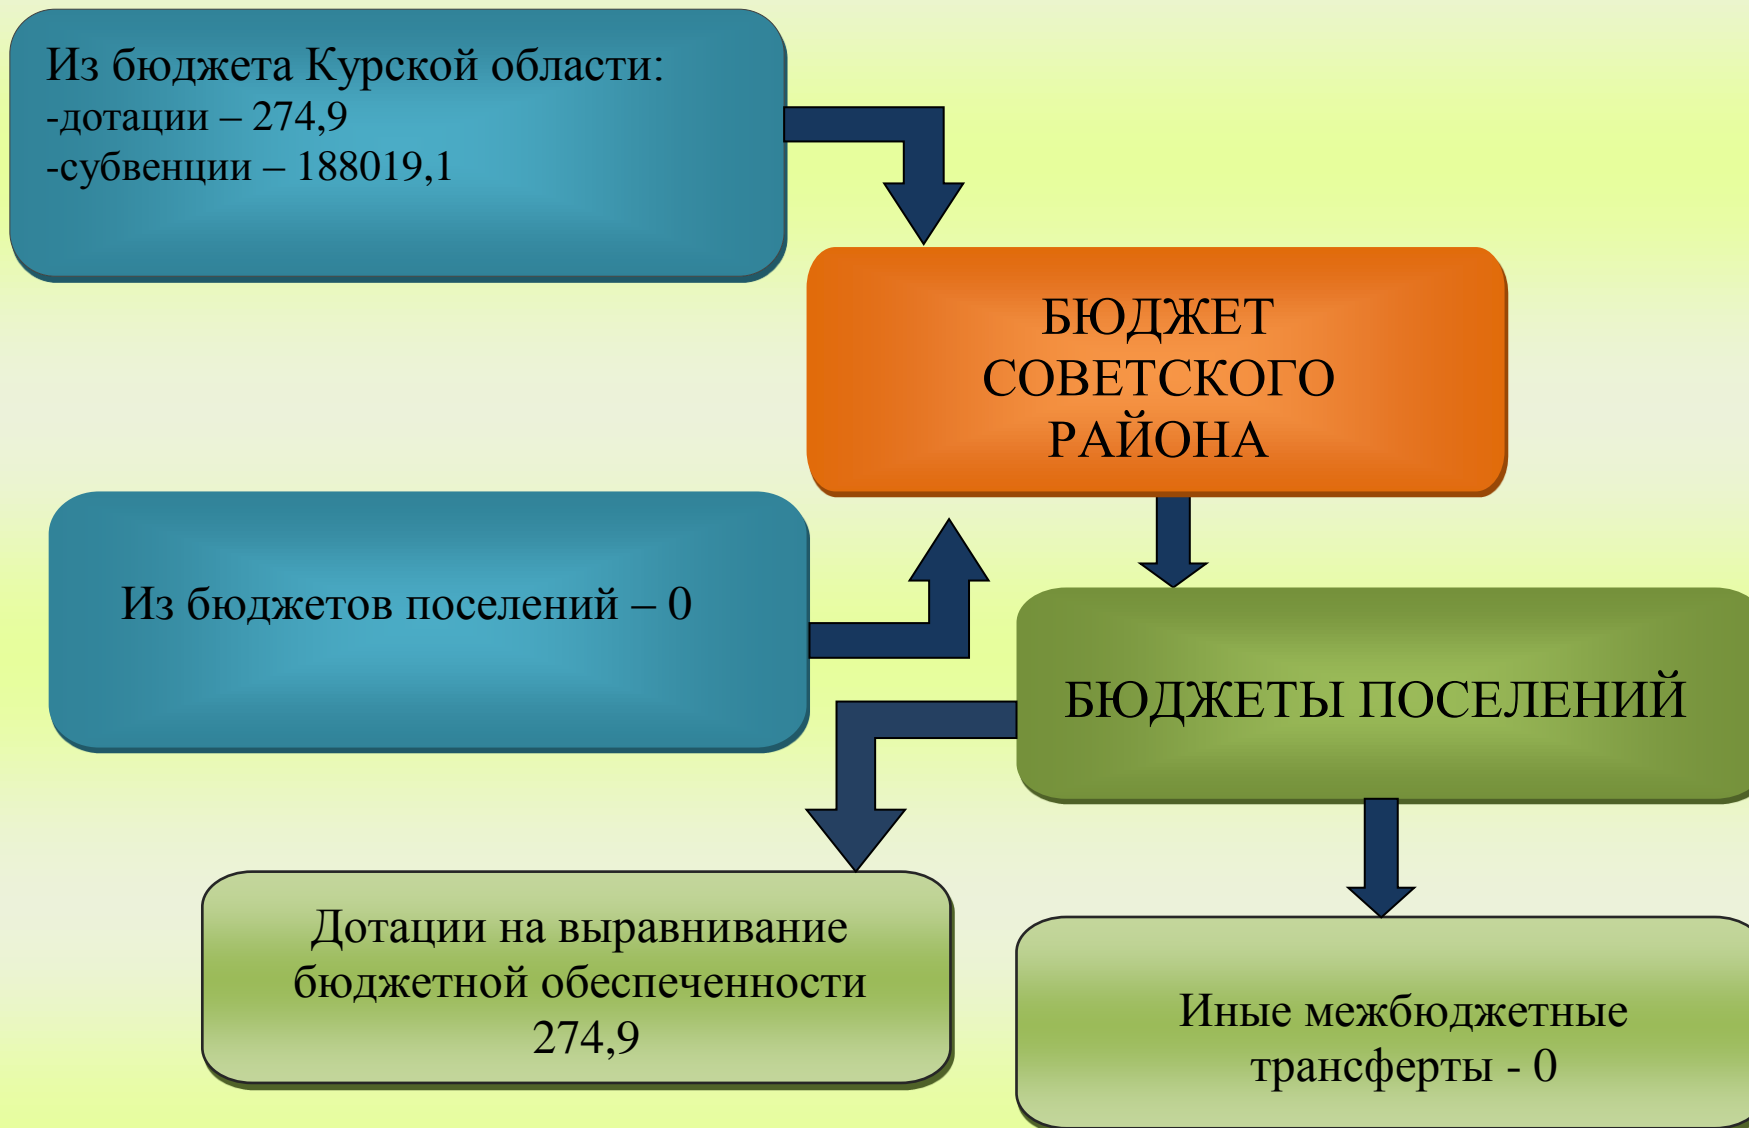 Из бюджета Курской области:
-дотации – 274,9
-субвенции – 188019,1
БЮДЖЕТ
СОВЕТСКОГО
РАЙОНА
Из бюджетов поселений – 0
БЮДЖЕТЫ ПОСЕЛЕНИЙ
Дотации на выравнивание
бюджетной обеспеченности
274,9
Иные межбюджетные
трансферты - 0